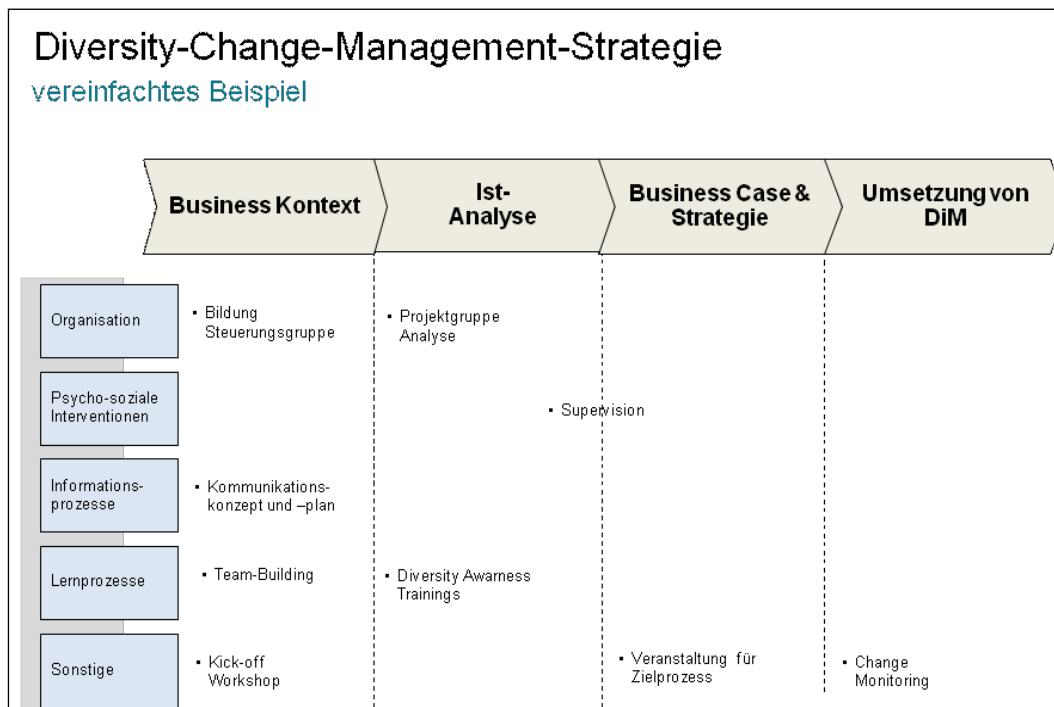 Diversity-Change-Management-Strategie
vereinfachtes Beispiel
Business Kontext
Ist-
Analyse
Business Case &
Strategie
Umsetzung von
DiM
Organisation
▪ Bildung
Steuerungsgruppe
▪ Projektgruppe
Analyse
Psycho-soziale
Interventionen
▪ Supervision
Informations-
prozesse
▪ Kommunikations-
konzept und –plan
Lernprozesse
▪ Team-Building
▪ Diversity Awarness
Trainings
Sonstige
▪ Kick-off
Workshop
▪ Veranstaltung für
Zielprozess
▪ Change
Monitoring